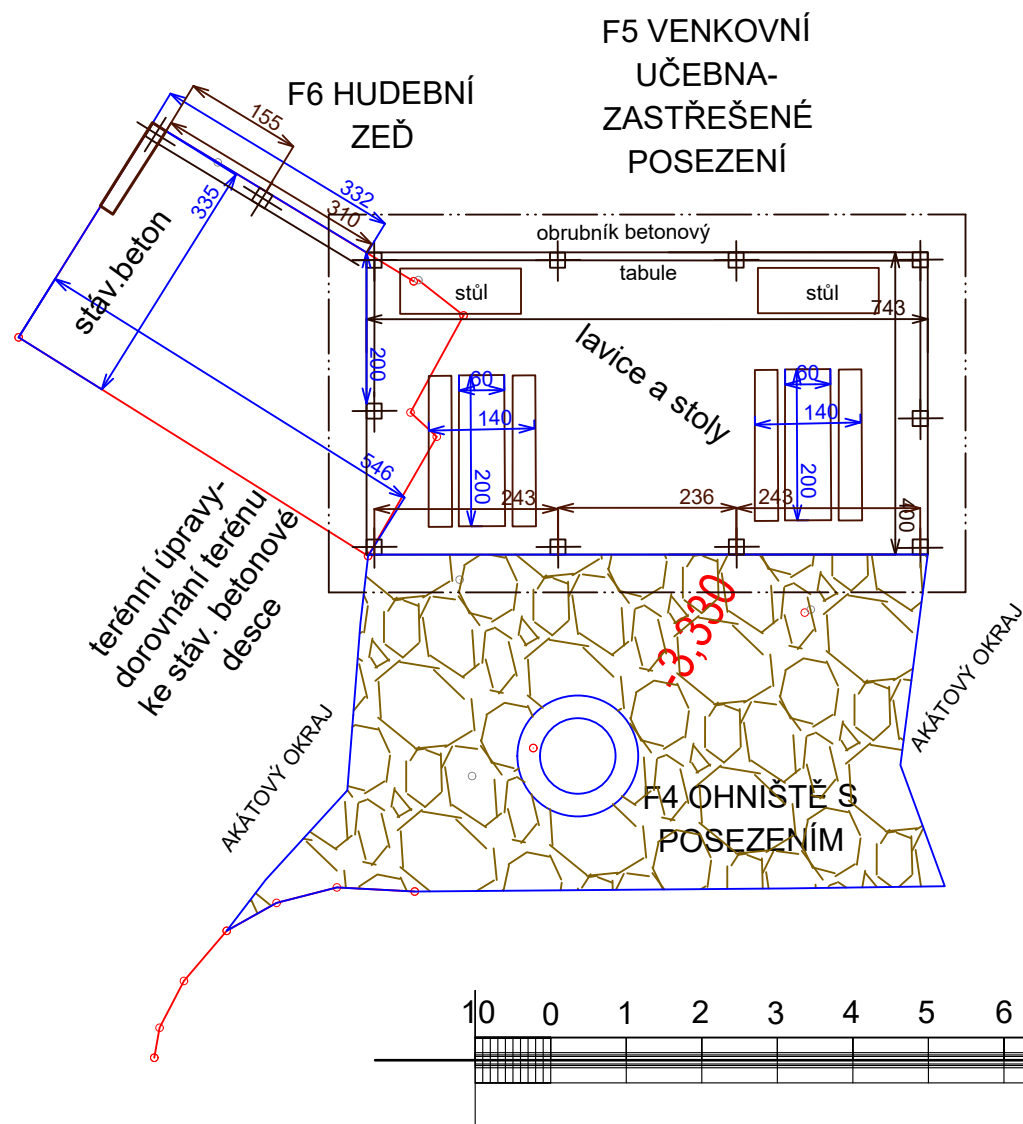 F5 VENKOVNÍ
UČEBNA-
ZASTŘEŠENÉ
POSEZENÍ
F6 HUDEBNÍ
ZEĎ
155
332
310
335
stáv.beton
546
obrubník betonový
tabule
stůl
stůl
743
lavice a stoly
200
60
140
200
60
140
200
243
236
243
400
terénní úpravy-
dorovnání terénu
ke stáv. betonové
desce
-3,330
AKÁTOVÝ OKRAJ
AKÁTOVÝ OKRAJ
F4 OHNIŠTĚ S
POSEZENÍM
10 0 1 2 3 4 5 6